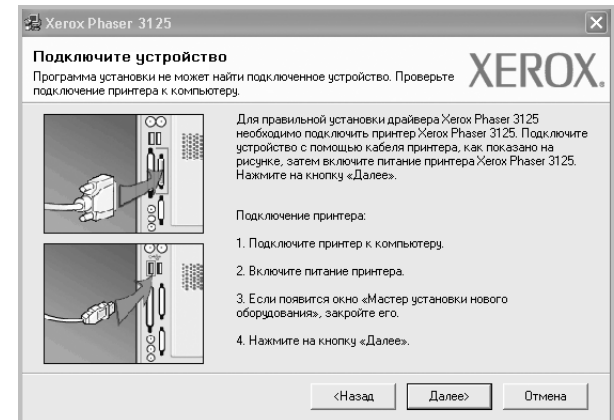 Xerox Phaser 3125
Подключите устройство
Программа установки не может найти подключенное устройство. Проверьте
подключение принтера к компьютеру.
XEROX.
Для правильной установки драйвера Xerox Phaser 3125
необходимо подключить принтер Xerox Phaser 3125. Подключите
устройство с помощью кабеля принтера, как показано на
рисунке, затем включите питание принтера Xerox Phaser 3125.
Нажмите на кнопку «Далее».
Подключение принтера:
1. Подключите принтер к компьютеру.
2. Включите питание принтера.
3. Если появится окно «Мастер установки нового
оборудования», закройте его.
4. Нажмите на кнопку «Далее».
<Назад
Далее>
Отмена